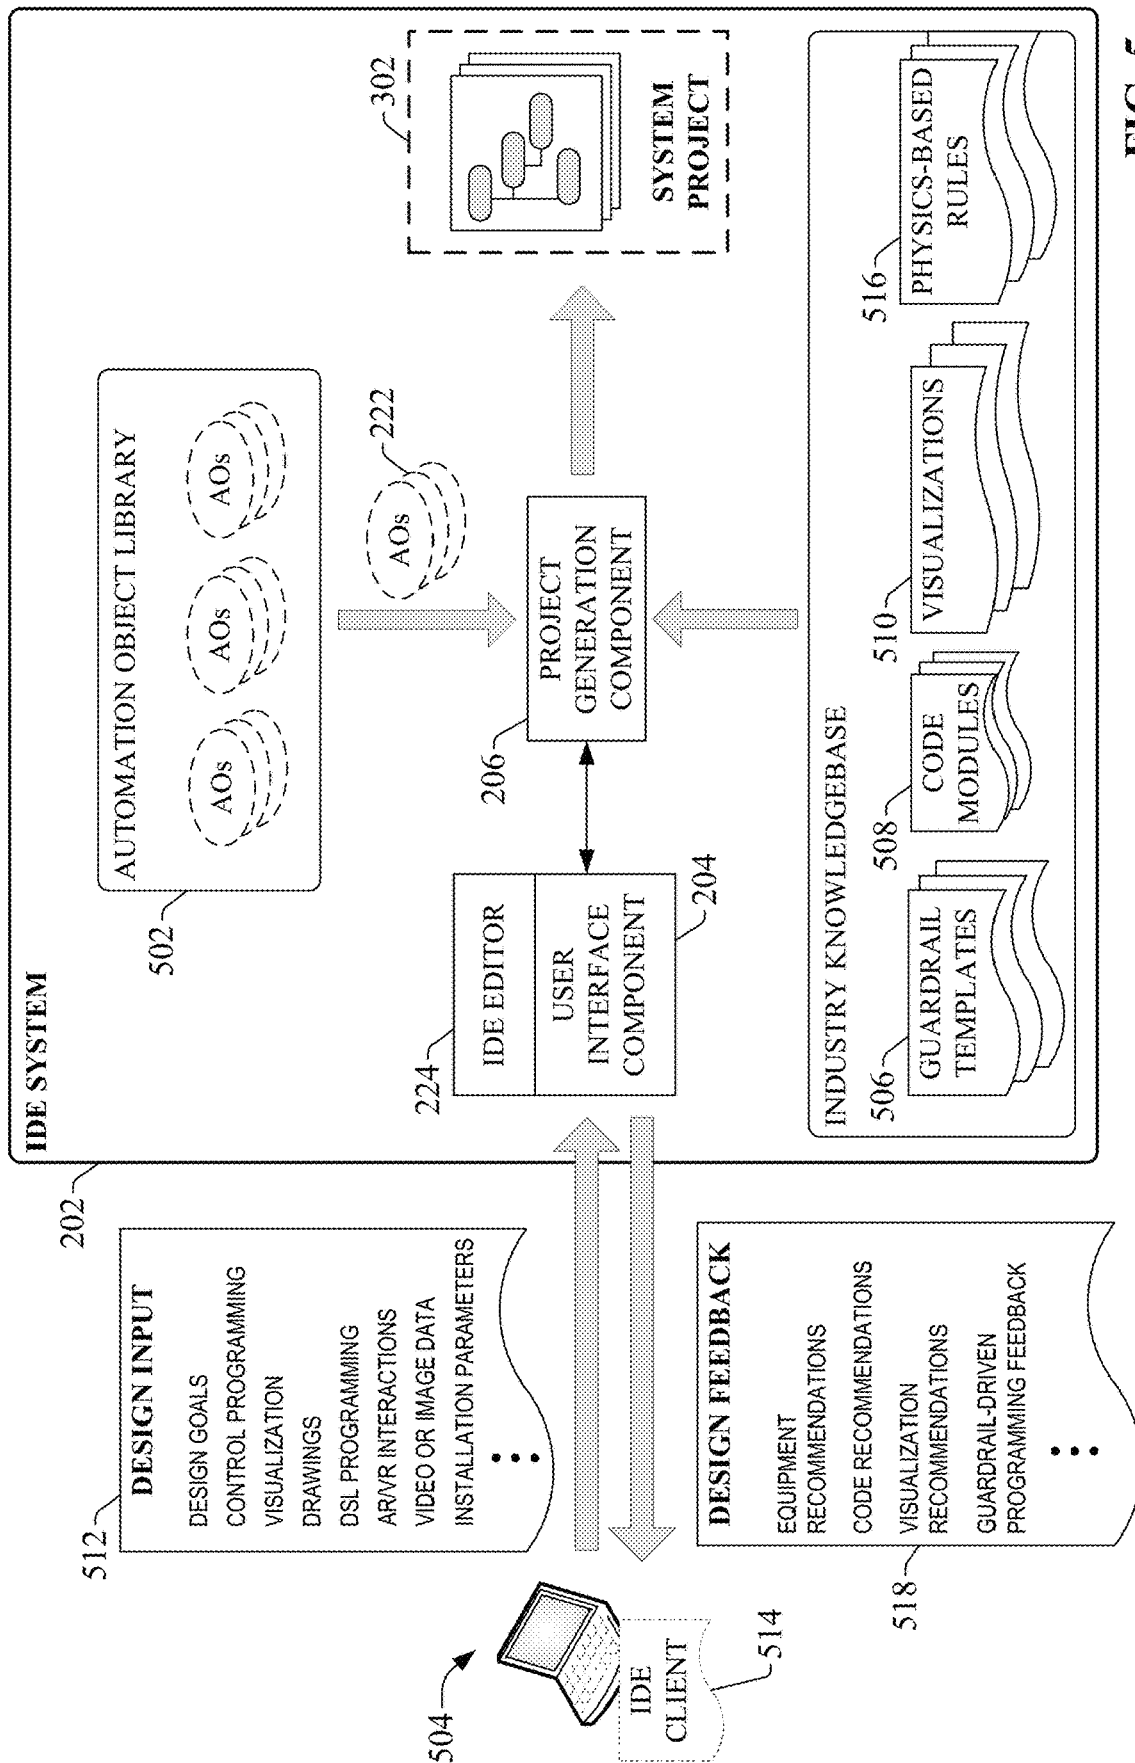 IDE SYSTEM
202
AUTOMATION OBJECT LIBRARY
AOs
AOs
AOs
502
AOs
222
302
SYSTEM
PROJECT
512
DESIGN INPUT
DESIGN GOALS
CONTROL PROGRAMMING
VISUALIZATION
DRAWINGS
DSL PROGRAMMING
AR/VR INTERACTIONS
VIDEO OR IMAGE DATA
INSTALLATION PARAMETERS
504
IDE
CLIENT
514
224
IDE EDITOR
USER
INTERFACE
COMPONENT
204
206
PROJECT
GENERATION
COMPONENT
DESIGN FEEDBACK
EQUIPMENT
RECOMMENDATIONS
CODE RECOMMENDATIONS
VISUALIZATION
RECOMMENDATIONS
GUARDRAIL-DRIVEN
PROGRAMMING FEEDBACK
518
INDUSTRY KNOWLEDGEBASE
506
GUARDRAIL
TEMPLATES
508
CODE
MODULES
510
VISUALIZATIONS
516
PHYSICS-BASED
RULES
FIG. 5